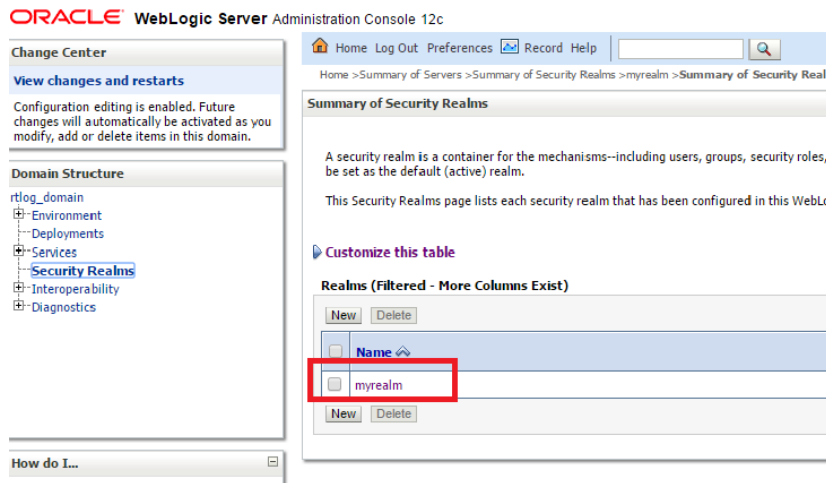 ORACLE WebLogic Server Administration Console 12c
Change Center
View changes and restarts
Configuration editing is enabled. Future
changes will automatically be activated as you
modify, add or delete items in this domain.
Domain Structure
rtlog_domain
Environment
Deployments
Services
Security Realms
Interoperability
Diagnostics
How do I...
Home Log Out Preferences Record Help
Home >Summary of Servers >Summary of Security Realms >myrealm >Summary of Security Real
Summary of Security Realms
A security realm is a container for the mechanisms--including users, groups, security roles,
be set as the default (active) realm.
This Security Realms page lists each security realm that has been configured in this WebLo
Customize this table
Realms (Filtered - More Columns Exist)
New Delete
Name
myrealm
New Delete